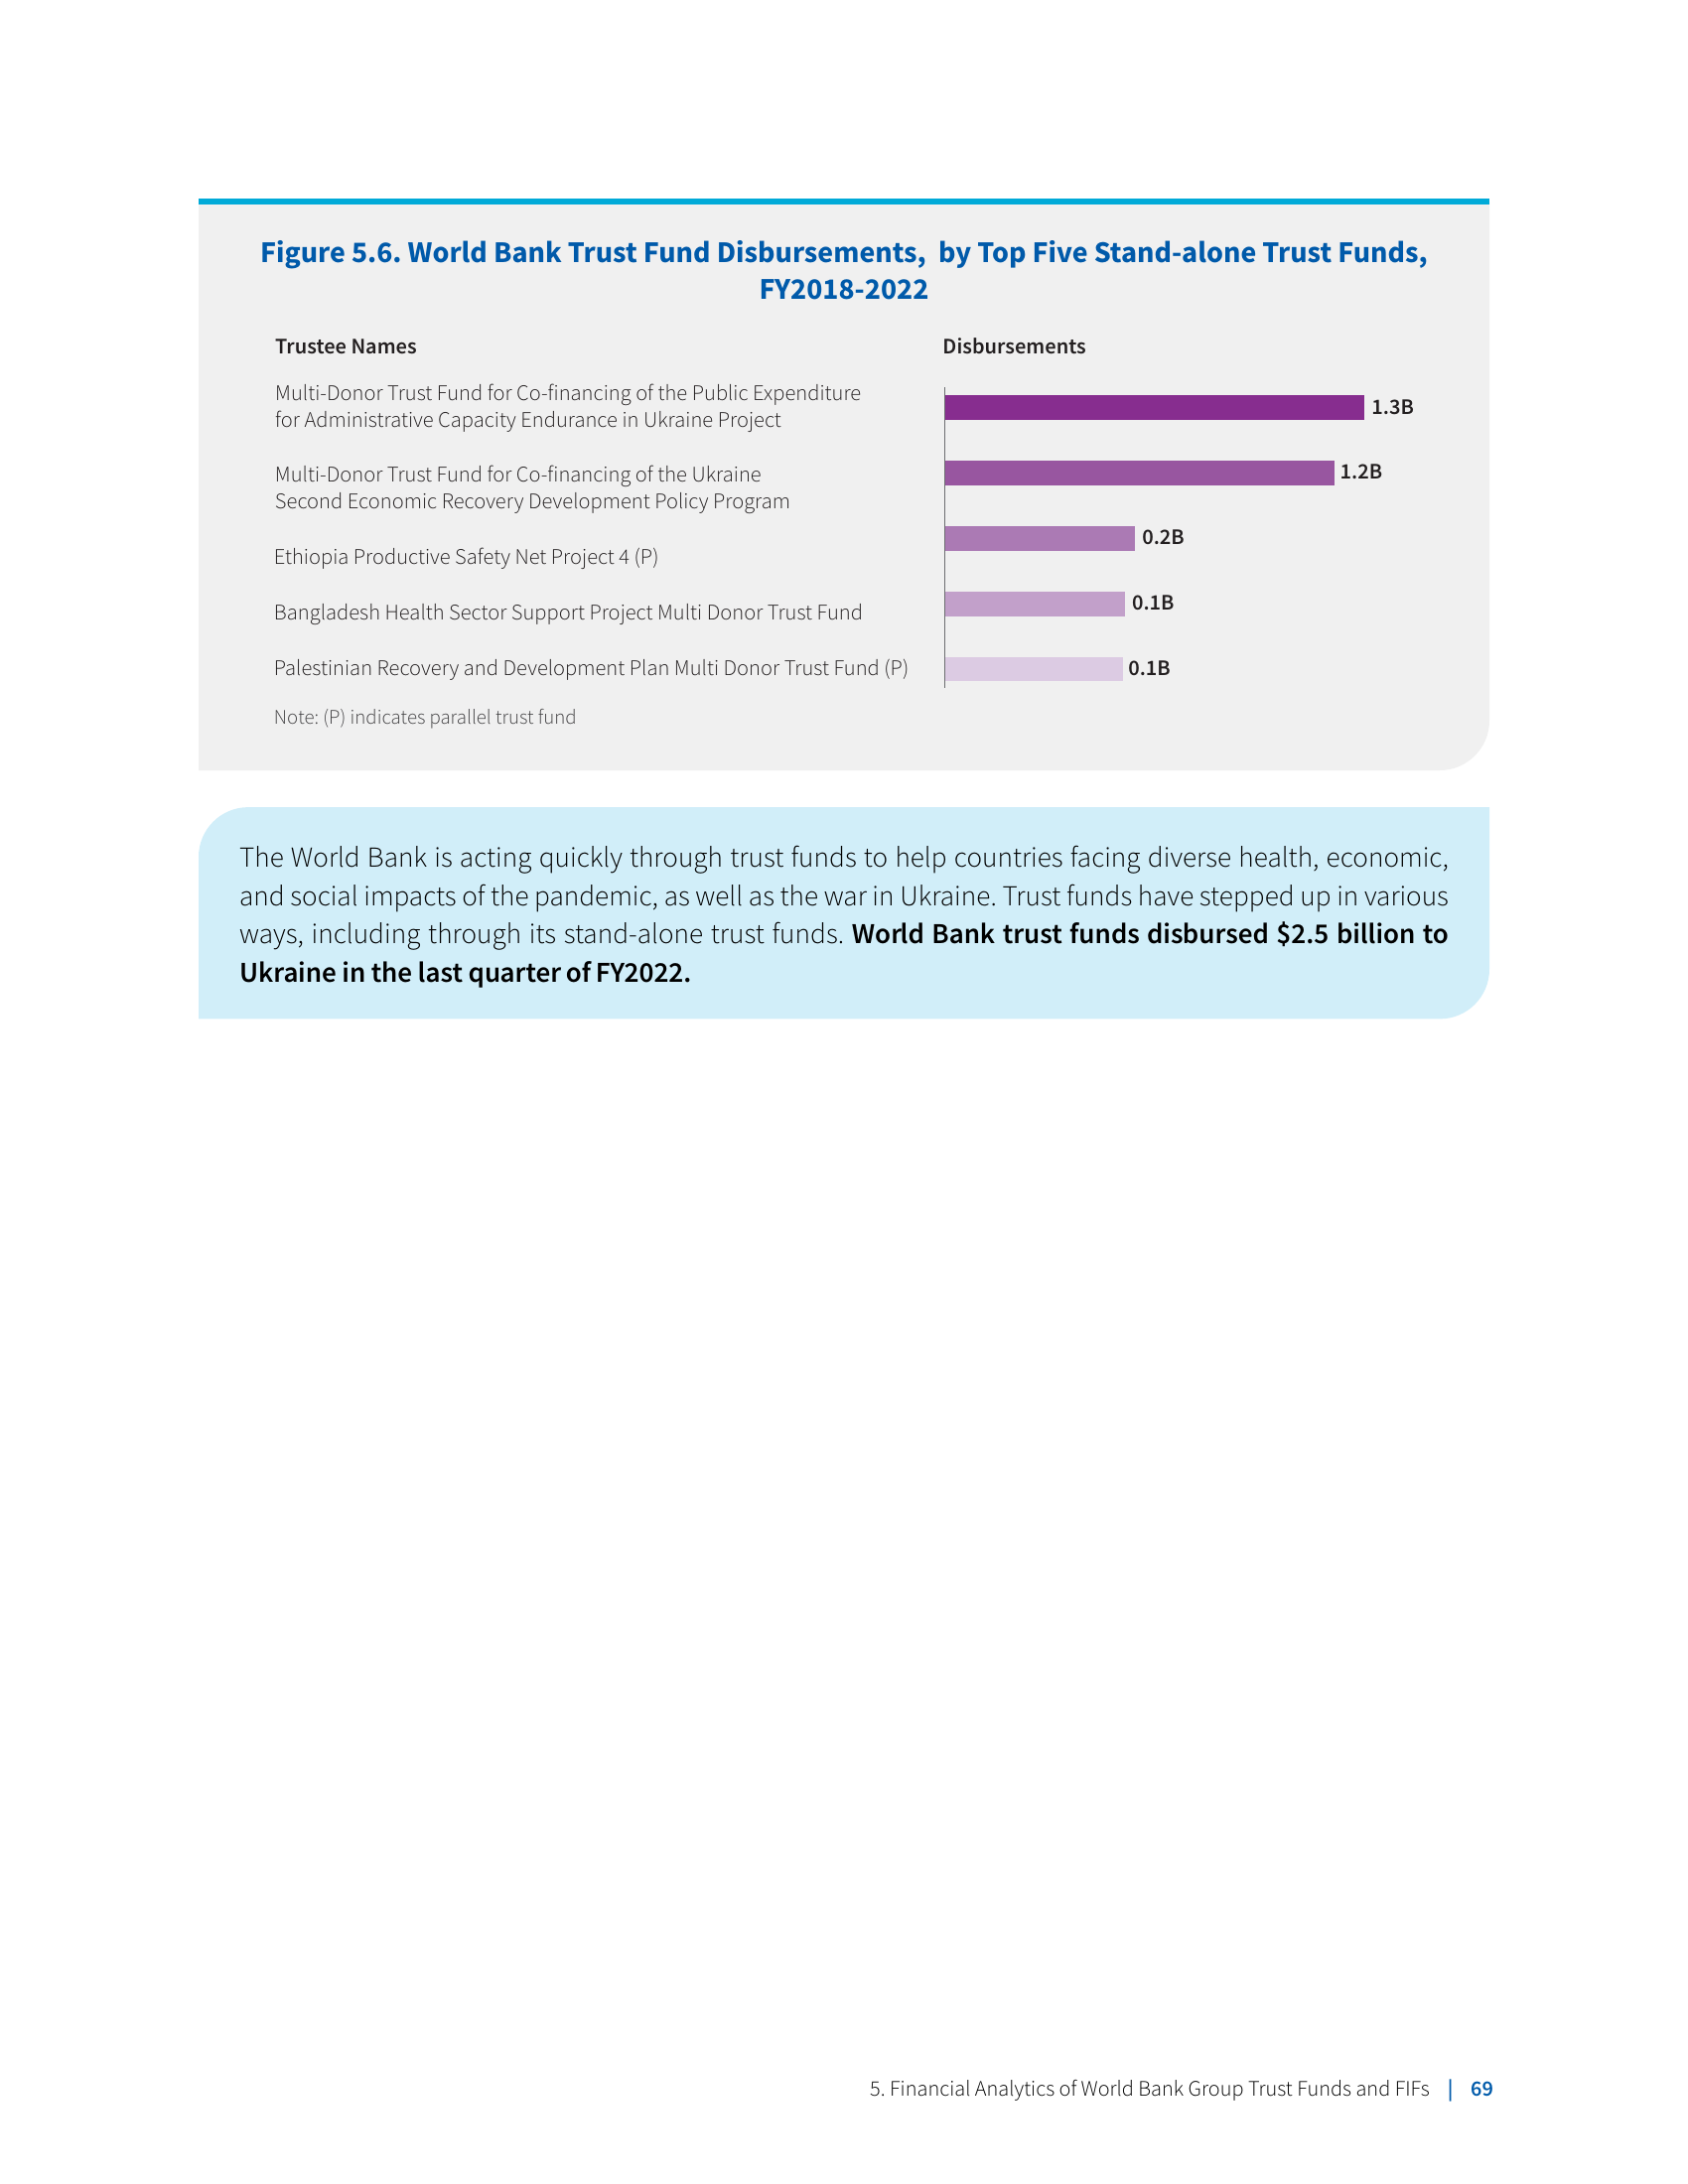 Figure 5.6. World Bank Trust Fund Disbursements,  by Top Five Stand-alone Trust Funds,
FY2018-2022
Trustee Names
Disbursements
Multi-Donor Trust Fund for Co-financing of the Public Expenditure
for Administrative Capacity Endurance in Ukraine Project
1.3B
Multi-Donor Trust Fund for Co-financing of the Ukraine
Second Economic Recovery Development Policy Program
1.2B
Ethiopia Productive Safety Net Project 4 (P)
0.2B
Bangladesh Health Sector Support Project Multi Donor Trust Fund
0.1B
Palestinian Recovery and Development Plan Multi Donor Trust Fund (P)
0.1B
Note: (P) indicates parallel trust fund
The World Bank is acting quickly through trust funds to help countries facing diverse health, economic,
and social impacts of the pandemic, as well as the war in Ukraine. Trust funds have stepped up in various
ways, including through its stand-alone trust funds. World Bank trust funds disbursed $2.5 billion to
Ukraine in the last quarter of FY2022.
5. Financial Analytics of World Bank Group Trust Funds and FIFs | 69